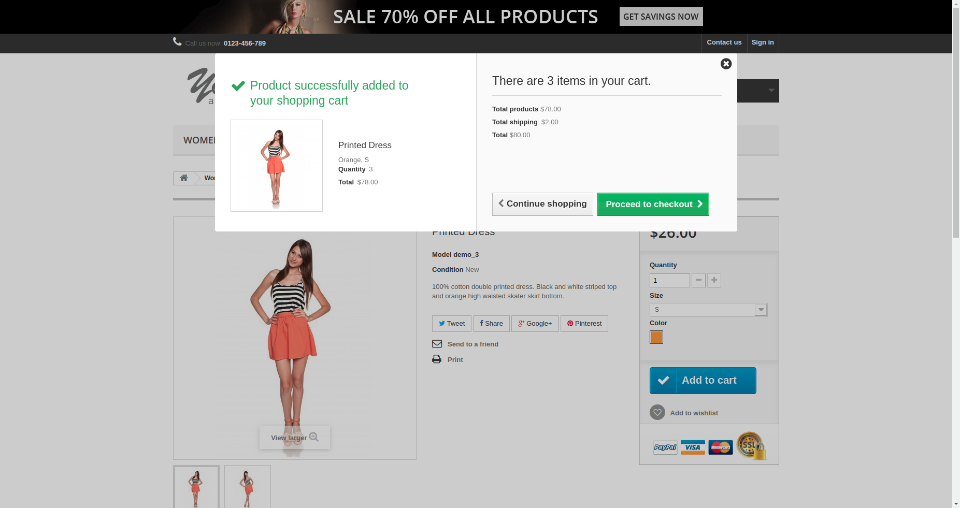 SALE 70% OFF ALL PRODUCTS
GET SAVINGS NOW
Call us now: 0123-456-789
Contact us
Sign in
Product successfully added to
your shopping cart
Printed Dress
Orange, S
Quantity 3
Total $78.00
There are 3 items in your cart.
Total products $78.00
Total shipping $2.00
Total $80.00
Continue shopping
Proceed to checkout
Printed Dress
Model demo_3
Condition New
100% cotton double printed dress. Black and white striped top
and orange high waisted skater skirt bottom.
Tweet
Share
Google+
Pinterest
Send to a friend
Print
View larger
$26.00
Quantity
1
Size
S
Color
Add to cart
Add to wishlist
PayPal
VISA
MasterCard
SSL